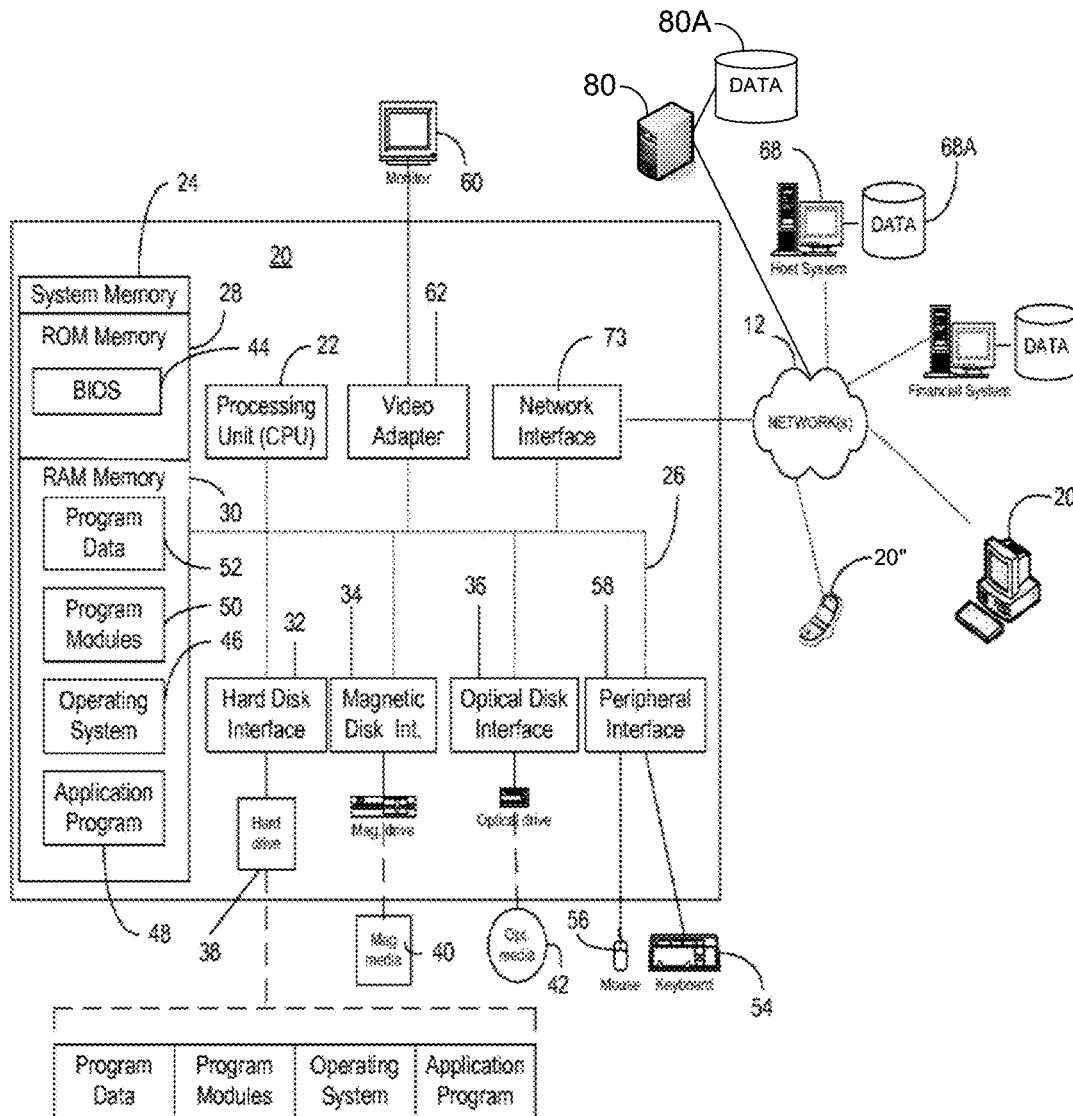 80A
80
DATA
68
68A
DATA
Host System
Monitor
60
24
20
System Memory
28
ROM Memory
44
BIOS
62
22
73
12
Processing
Unit (CPU)
Video
Adapter
Network
Interface
NETWORK(s)
DATA
Financial System
RAM Memory
30
26
Program
Data
52
20"
20'
Program
Modules
50
46
32
34
36
58
Operating
System
Hard Disk
Interface
Magnetic
Disk Int.
Optical Disk
Interface
Peripheral
Interface
Application
Program
48
Hard
drive
38
Mag. drive
Optical drive
Mag
media
40
Opt.
media
42
56
Mouse
Keyboard
54
Program
Data
Program
Modules
Operating
System
Application
Program